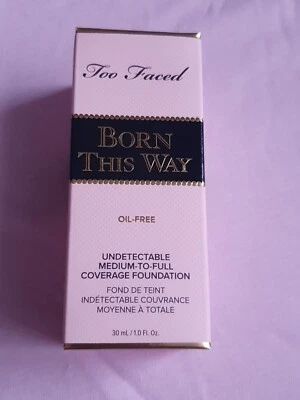 Too Faced
BORN
THIS WAY
OIL-FREE
UNDETECTABLE
MEDIUM-TO-FULL
COVERAGE FOUNDATION
FOND DE TEINT
INDÉTECTABLE COUVRANCE
MOYENNE À TOTALE
30 mL / 1.0 Fl. Oz.